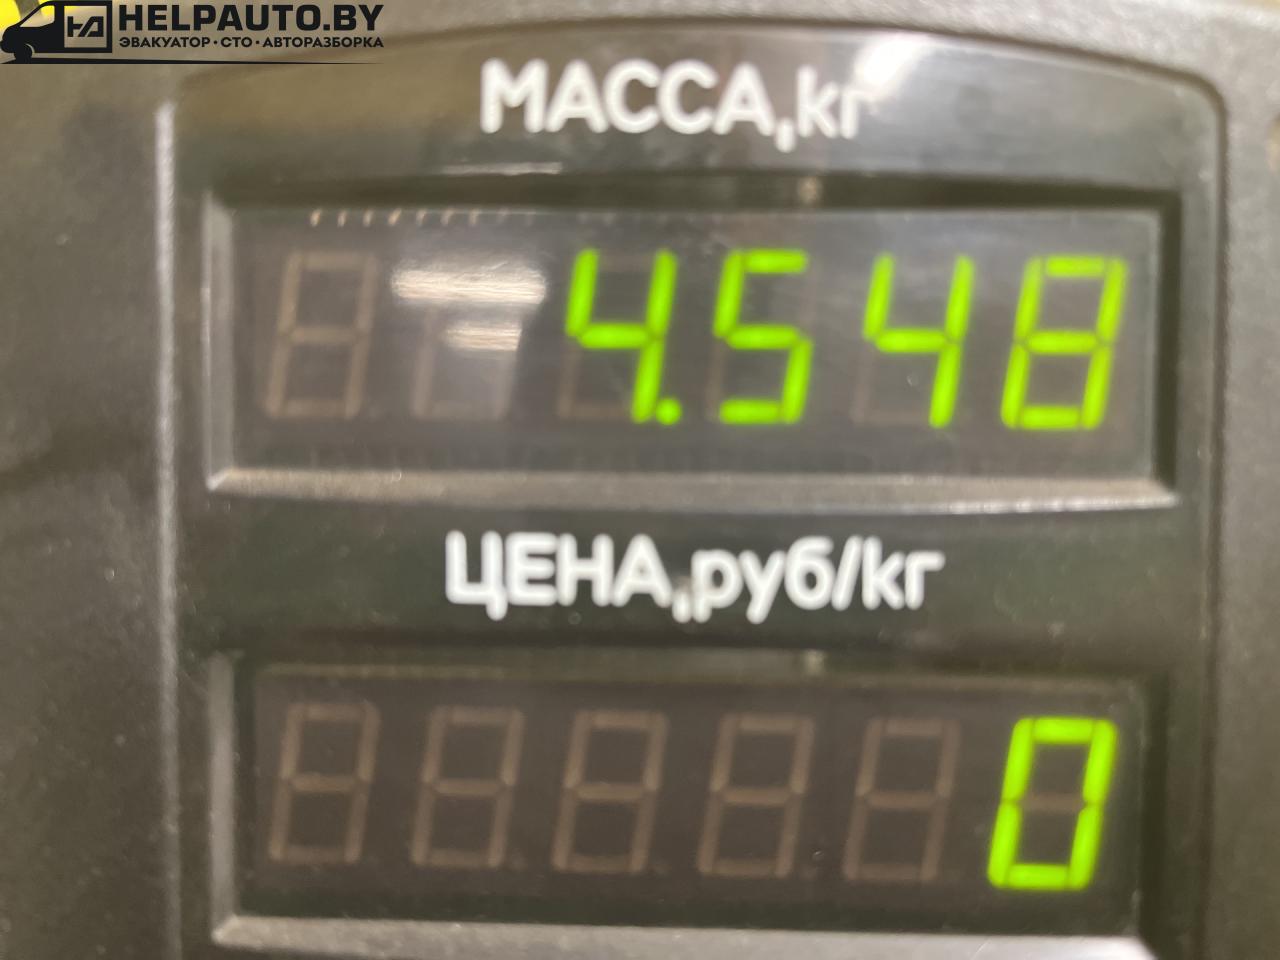 HELPAUTO.BY
ЭВАКУАТОР · СТО · АВТОРАЗБОРКА
МАССА,кг
4.548
ЦЕНА,руб/кг
0